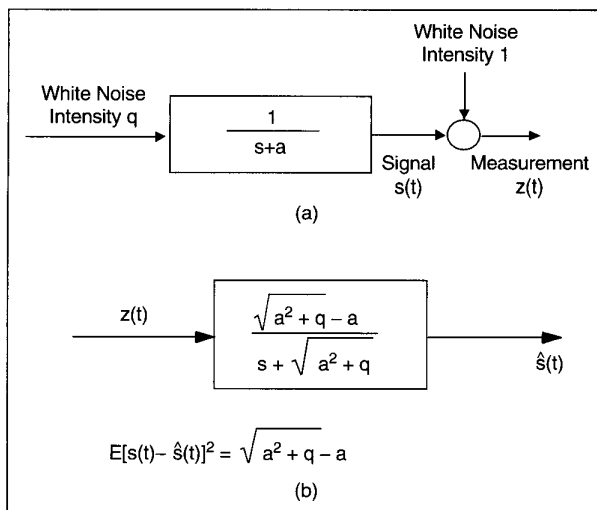 White Noise
Intensity 1
White Noise
Intensity q
1
s+a
Signal
s(t)
Measurement
z(t)
(a)
z(t)
√a² + q – a
s + √a² + q
ŝ(t)
E[s(t)– ŝ(t)]² = √a² + q – a
(b)